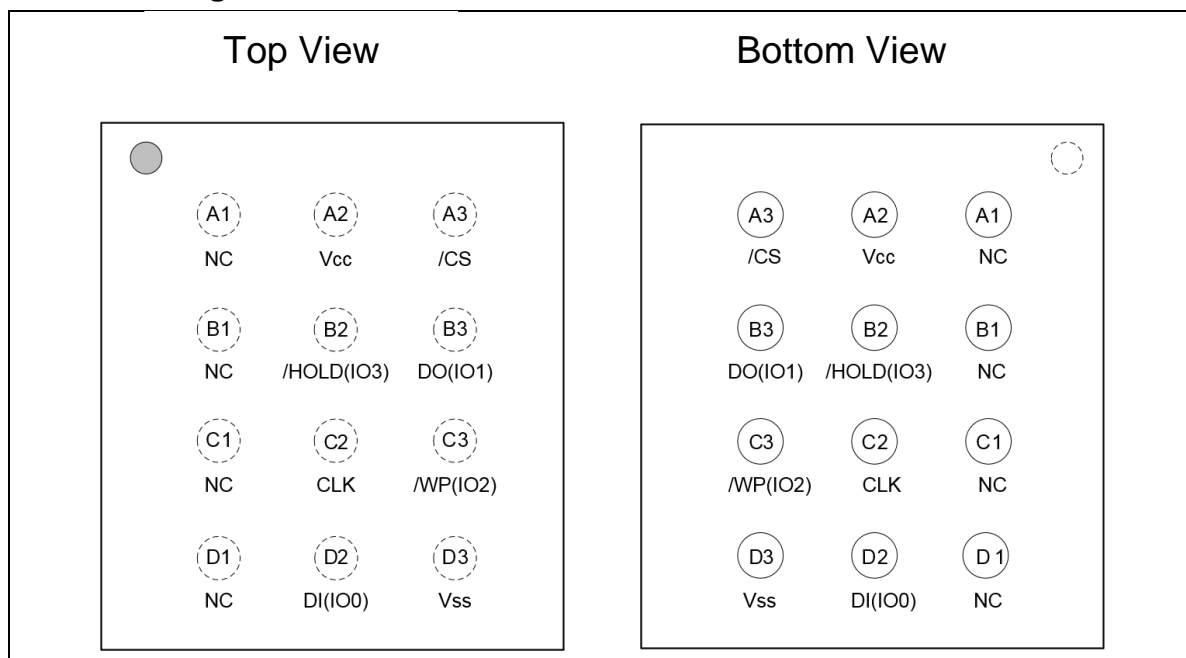 Top View Bottom View
A1 A2 A3 A3 A2 A1
NC Vcc /CS /CS Vcc NC
B1 B2 B3 B3 B2 B1
NC /HOLD(IO3) DO(IO1) DO(IO1) /HOLD(IO3) NC
C1 C2 C3 C3 C2 C1
NC CLK /WP(IO2) /WP(IO2) CLK NC
D1 D2 D3 D3 D2 D 1
NC DI(IO0) Vss Vss DI(IO0) NC